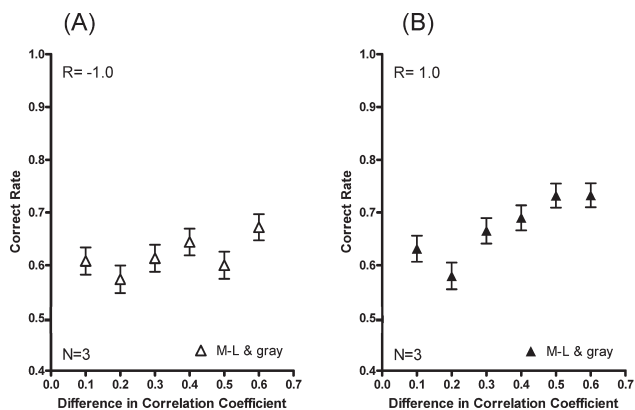 (A)
1.0
R= -1.0
0.9
0.8
Correct Rate
0.7
0.6
0.5
N=3
M-L & gray
0.4
0.0 0.1 0.2 0.3 0.4 0.5 0.6 0.7
Difference in Correlation Coefficient
(B)
1.0
R= 1.0
0.9
0.8
Correct Rate
0.7
0.6
0.5
N=3
M-L & gray
0.4
0.0 0.1 0.2 0.3 0.4 0.5 0.6 0.7
Difference in Correlation Coefficient